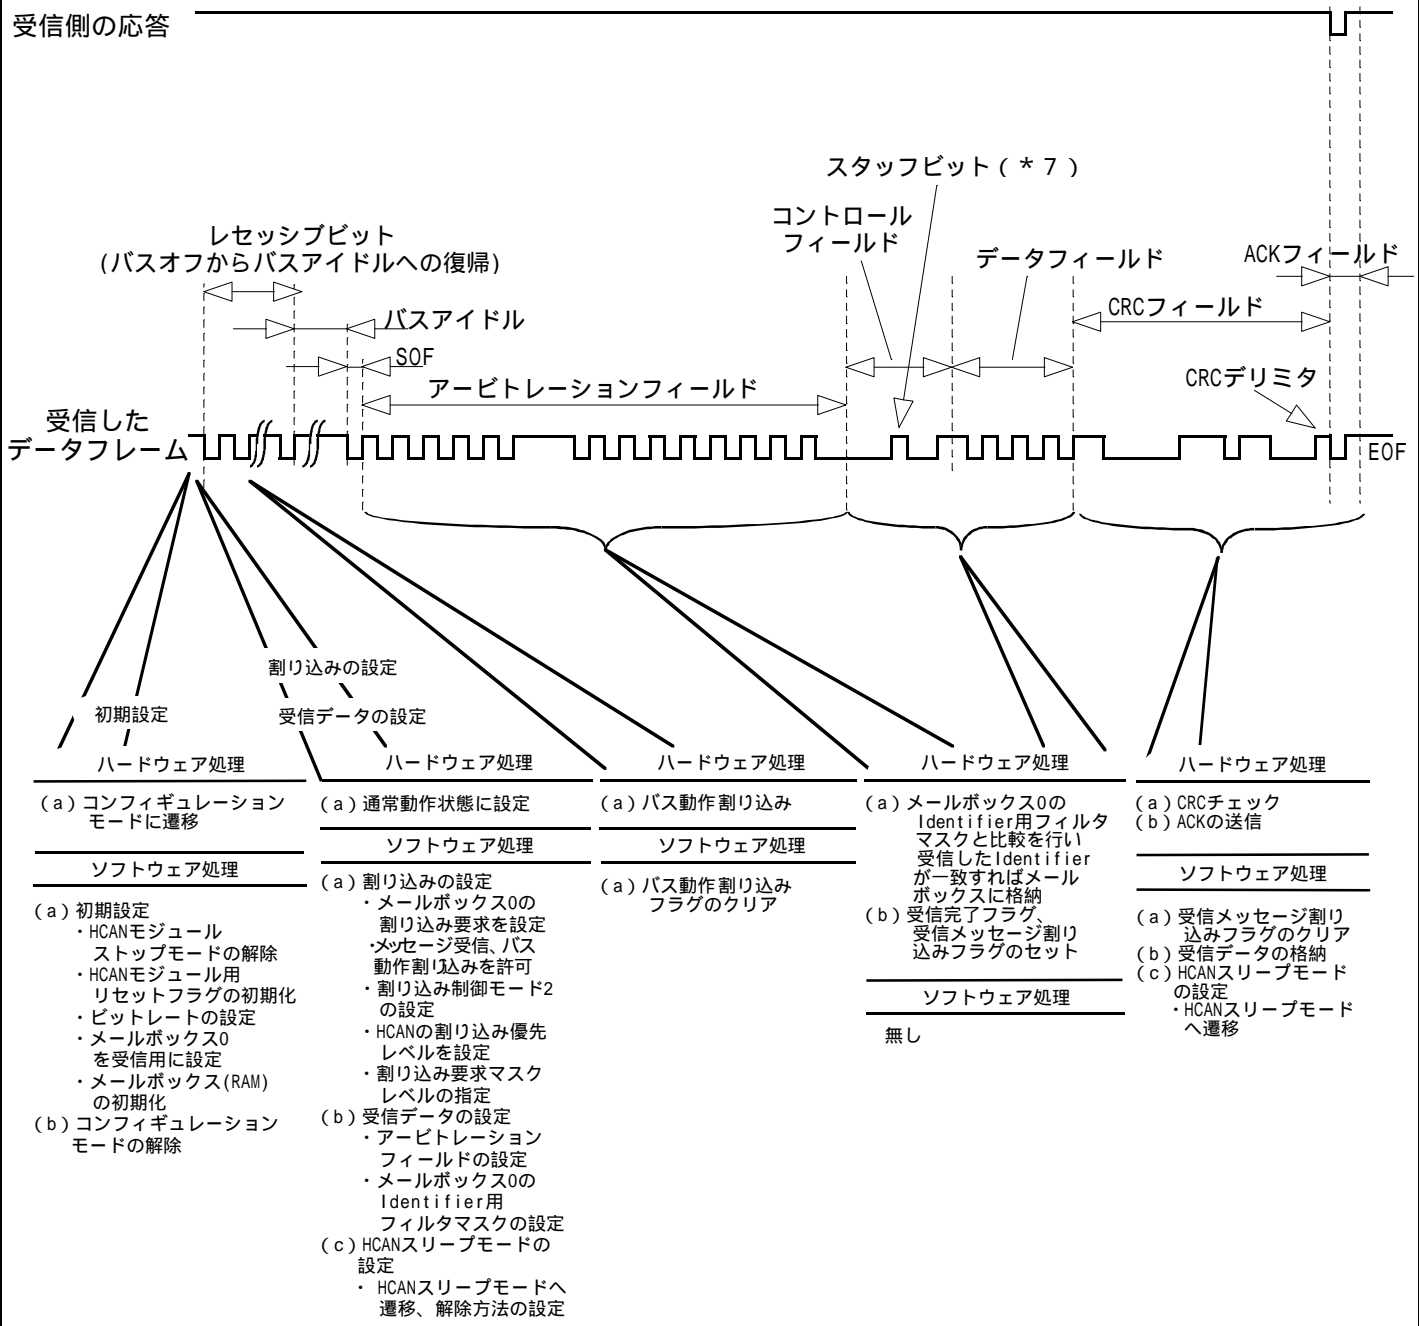 受信側の応答
スタッフビット(*7)
コントロール
フィールド
レセッシブビット
(バスオフからバスアイドルへの復帰)
データフィールド
ACKフィールド
CRCフィールド
バスアイドル
SOF
アービトレーションフィールド
CRCデリミタ
受信した
データフレーム
EOF
割り込みの設定
初期設定
受信データの設定
ハードウェア処理
(a)コンフィギュレーション
モードに遷移
ソフトウェア処理
(a)初期設定
・HCANモジュール
ストップモードの解除
・HCANモジュール用
リセットフラグの初期化
・ビットレートの設定
・メールボックス0
を受信用に設定
・メールボックス(RAM)
の初期化
(b)コンフィギュレーション
モードの解除
ハードウェア処理
(a)通常動作状態に設定
ソフトウェア処理
(a)割り込みの設定
・メールボックス0の
割り込み要求を設定
・メッセージ受信、バス
動作割り込みを許可
・割り込み制御モード2
の設定
・HCANの割り込み優先
レベルを設定
・割り込み要求マスク
レベルの指定
(b)受信データの設定
・アービトレーション
フィールドの設定
・メールボックス0の
Identifier用
フィルタマスクの設定
(c)HCANスリープモードの
設定
・HCANスリープモードへ
遷移、解除方法の設定
ハードウェア処理
(a)バス動作割り込み
ソフトウェア処理
(a)バス動作割り込み
フラグのクリア
ハードウェア処理
(a)メールボックス0の
Identifier用フィルタ
マスクと比較を行い
受信したIdentifier
が一致すればメール
ボックスに格納
(b)受信完了フラグ、
受信メッセージ割り
込みフラグのセット
ソフトウェア処理
無し
ハードウェア処理
(a)CRCチェック
(b)ACKの送信
ソフトウェア処理
(a)受信メッセージ割り
込みフラグのクリア
(b)受信データの格納
(c)HCANスリープモード
の設定
・HCANスリープモード
へ遷移